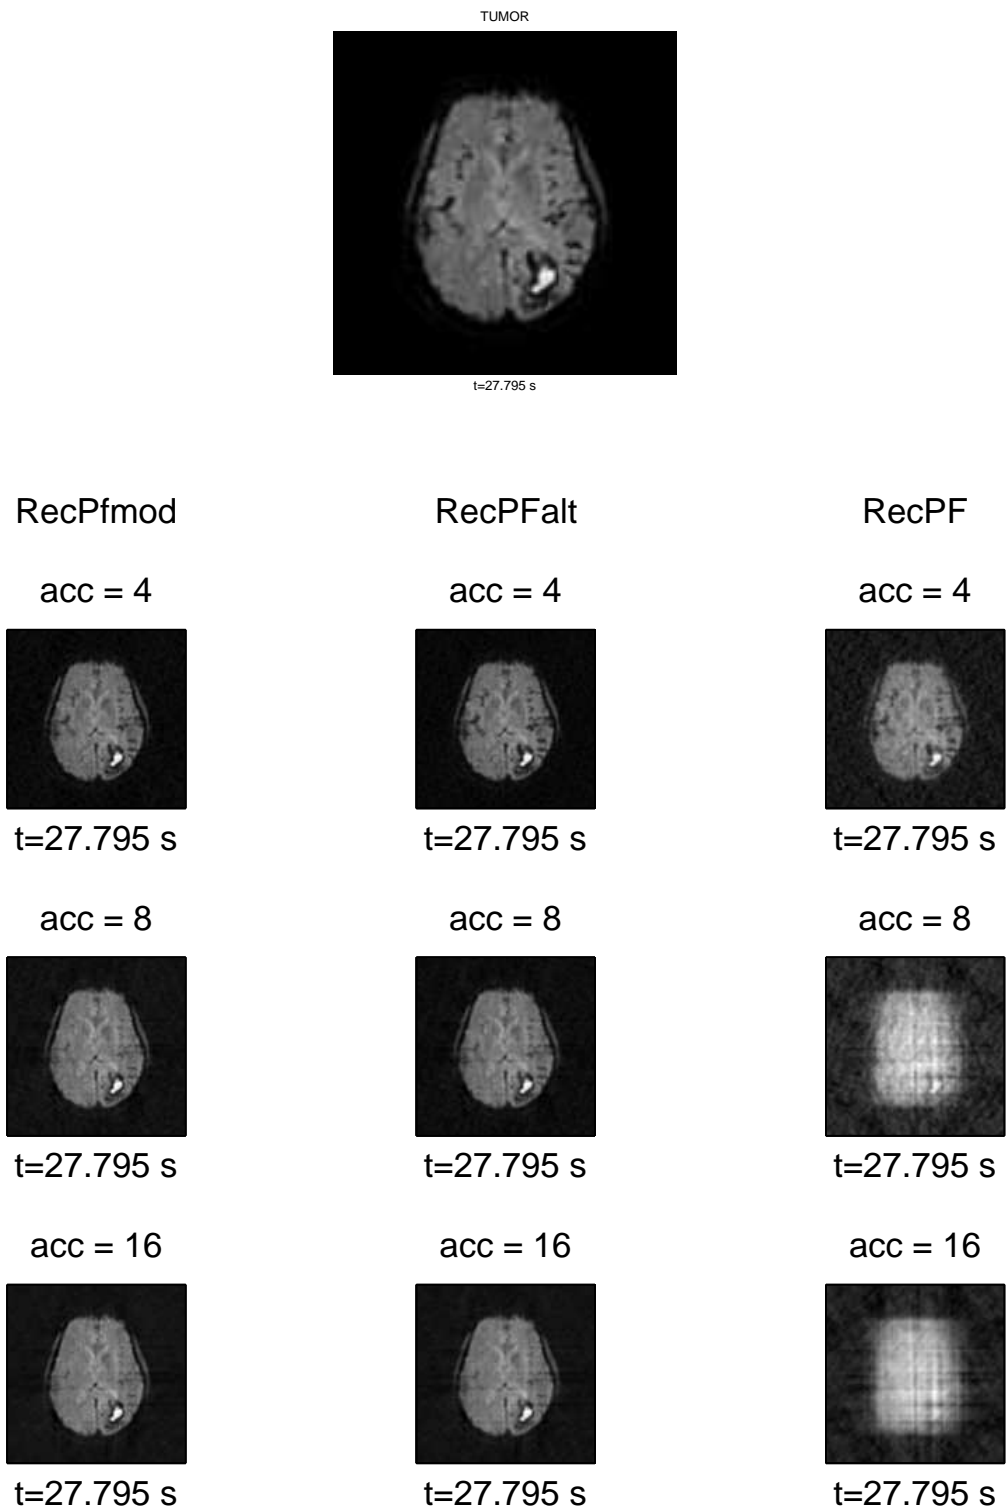 TUMOR
t=27.795 s
RecPfmod RecPFalt RecPF
acc = 4 acc = 4 acc = 4
t=27.795 s t=27.795 s t=27.795 s
acc = 8 acc = 8 acc = 8
t=27.795 s t=27.795 s t=27.795 s
acc = 16 acc = 16 acc = 16
t=27.795 s t=27.795 s t=27.795 s